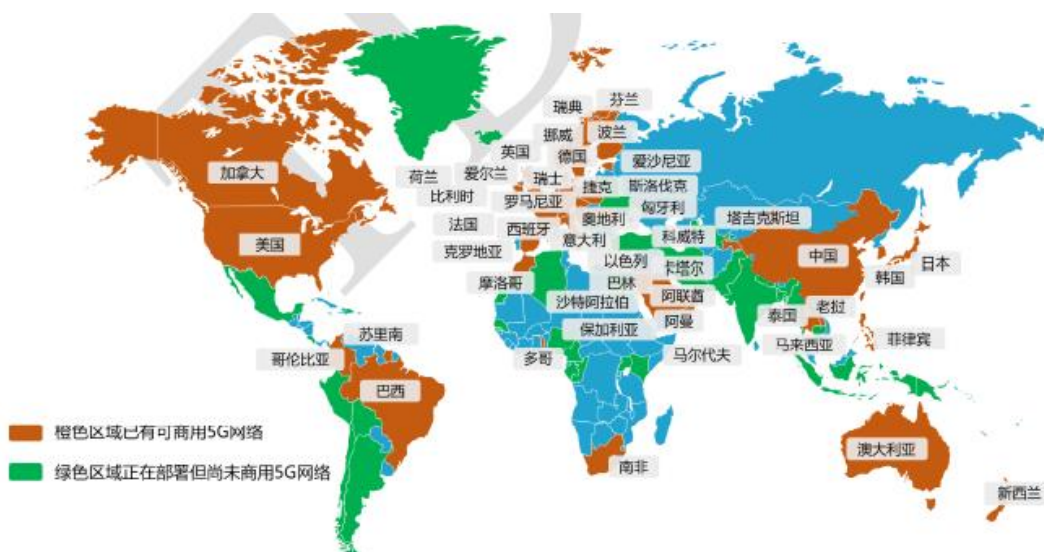 芬兰
瑞典
挪威
波兰
英国
德国
爱沙尼亚
加拿大
荷兰
爱尔兰
瑞士
捷克
斯洛伐克
比利时
罗马尼亚
匈牙利
奥地利
塔吉克斯坦
法国
西班牙
科威特
美国
克罗地亚
意大利
中国
以色列
卡塔尔
日本
韩国
摩洛哥
巴林
沙特阿拉伯
阿联酋
老挝
泰国
阿曼
苏里南
保加利亚
菲律宾
马来西亚
哥伦比亚
多哥
马尔代夫
巴西
橙色区域已有可商用5G网络
澳大利亚
绿色区域正在部署但尚未商用5G网络
南非
新西兰